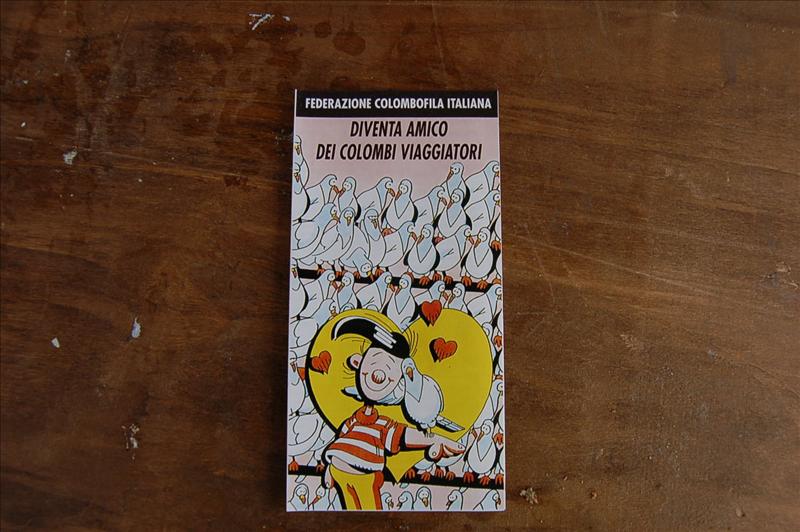 FEDERAZIONE COLOMBOFILA ITALIANA
DIVENTA AMICO
DEI COLOMBI VIAGGIATORI